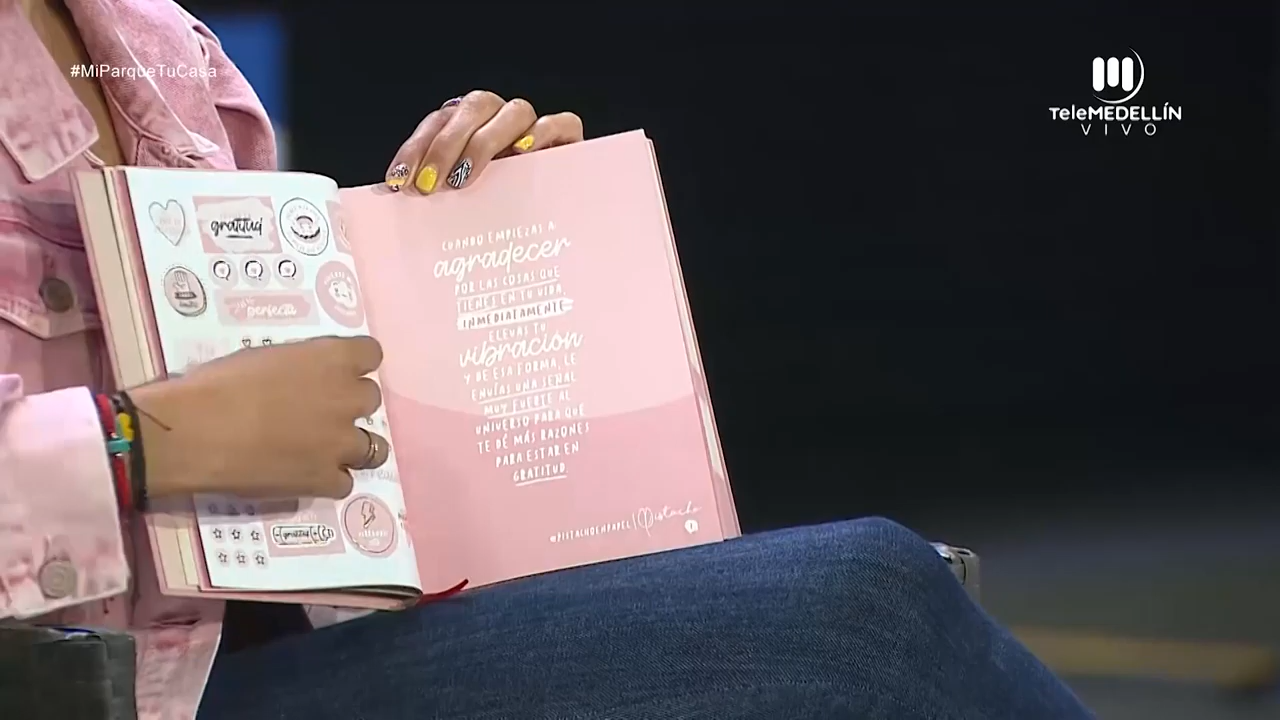 #MiParqueTuCasa
TeleMEDELLÍN
VIVO
gratitud
perfecta
gratitud
CUANDO EMPIEZAS A
agradecer
POR LAS COSAS QUE
TIENES EN TU VIDA,
INMEDIATAMENTE
ELEVAS TU
vibración
Y DE ESA FORMA, LE
ENVÍAS UNA SEÑAL
MUY FUERTE AL
UNIVERSO PARA QUE
TE DÉ MÁS RAZONES
PARA ESTAR EN
GRATITUD.
@PISTACHOENPAPEL | Pistacho